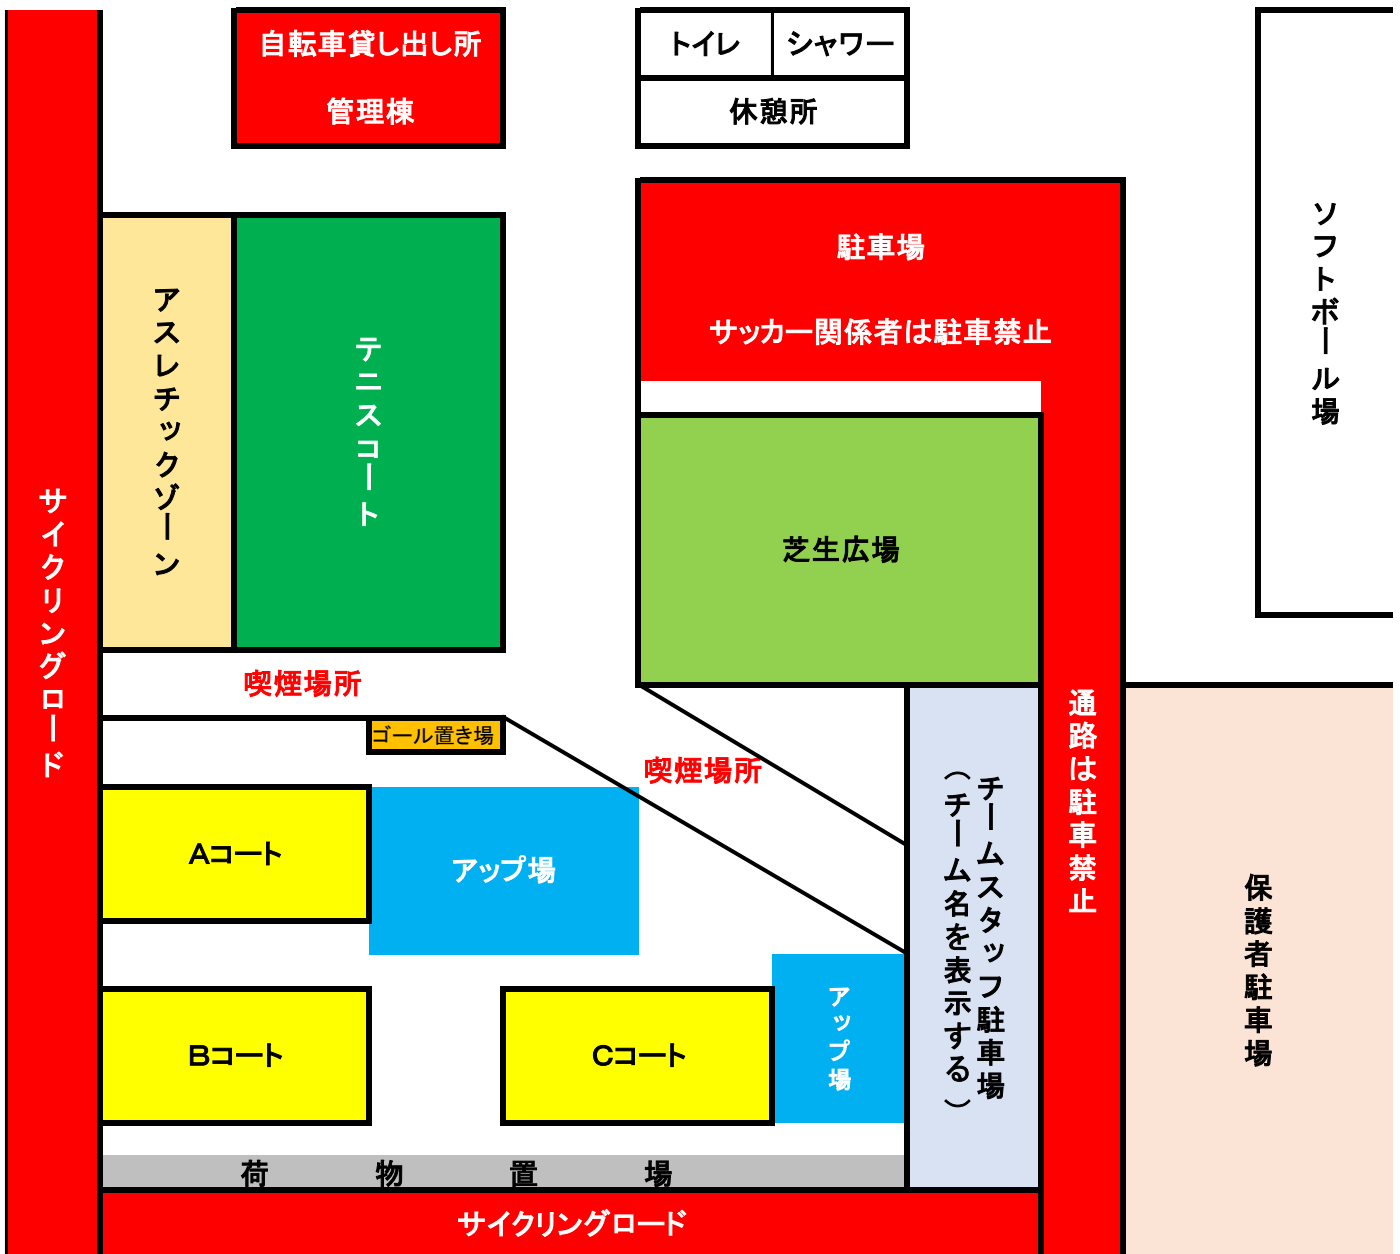 自転車貸し出し所
管理棟
トイレ
シャワー
休憩所
駐車場
サッカー関係者は駐車禁止
ソフトボール場
アスレチックゾーン
テニスコート
芝生広場
サイクリングロード
喫煙場所
ゴール置き場
喫煙場所
通路は駐車禁止
チームスタッフ駐車場
（チーム名を表示する）
保護者駐車場
Aコート
アップ場
Bコート
Cコート
アップ場
荷物置場
サイクリングロード